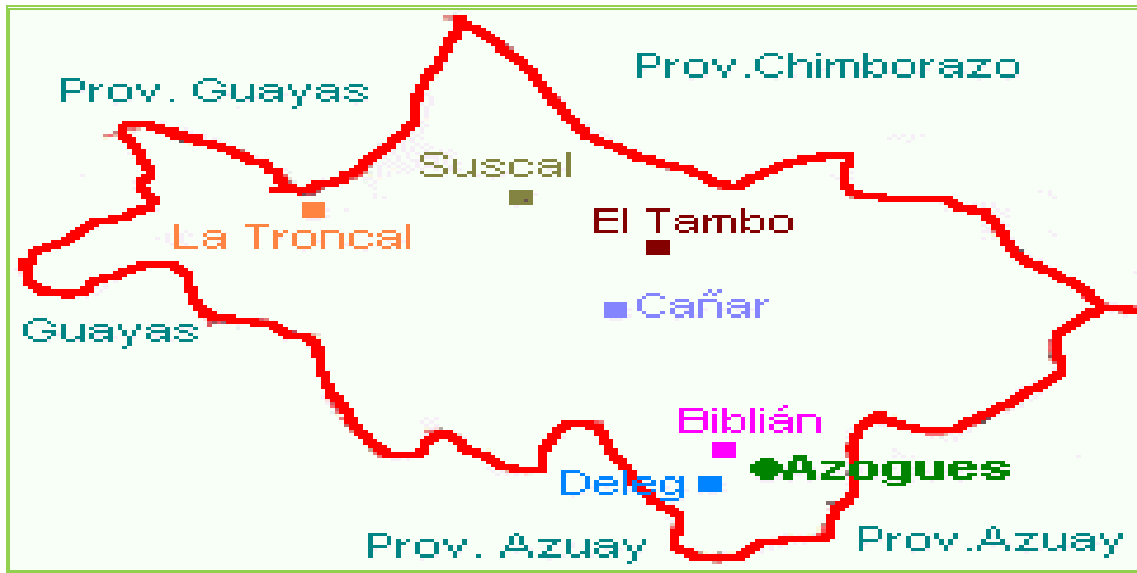 Prov.Chimborazo
Prov. Guayas
Suscal
El Tambo
La Troncal
Cañar
Guayas
Biblián
Azogues
Deleg
Prov. Azuay
Prov.Azuay